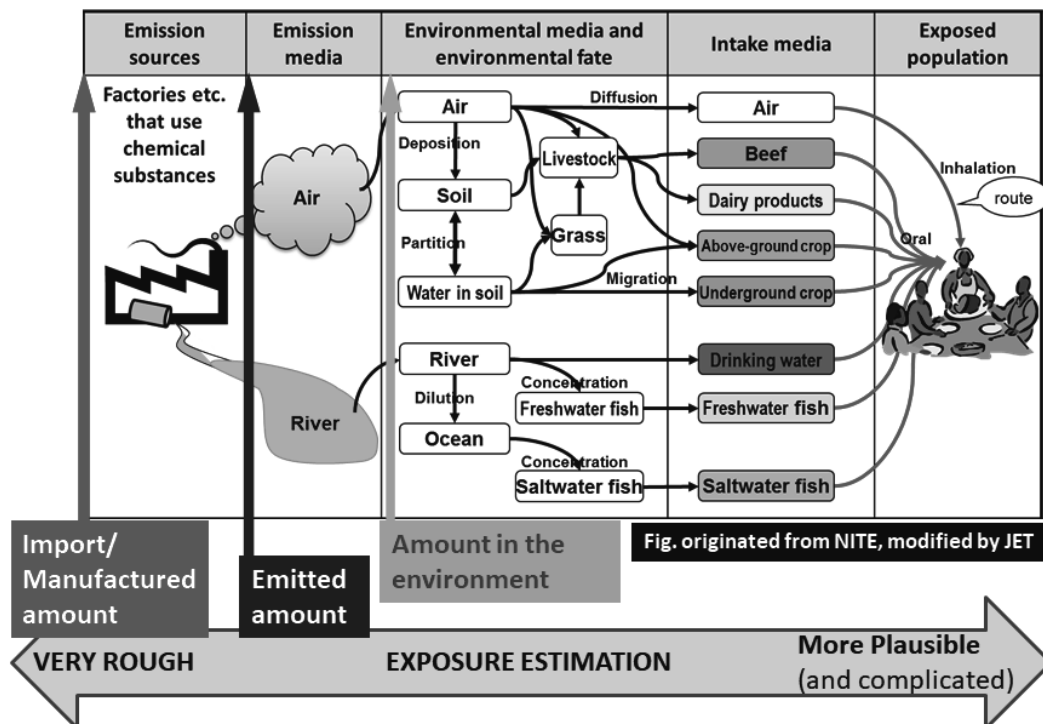 Emission
sources
Emission
media
Environmental media and
environmental fate
Intake media
Exposed
population
Factories etc.
that use
chemical
substances
Air
River
Air
Deposition
Soil
Partition
Water in soil
Livestock
Grass
Diffusion
Migration
River
Dilution
Ocean
Concentration
Freshwater fish
Concentration
Saltwater fish
Air
Beef
Dairy products
Above-ground crop
Underground crop
Drinking water
Freshwater fish
Saltwater fish
Inhalation
route
Oral
Import/
Manufactured
amount
Emitted
amount
Amount in the
environment
Fig. originated from NITE, modified by JET
VERY ROUGH
EXPOSURE ESTIMATION
More Plausible
(and complicated)